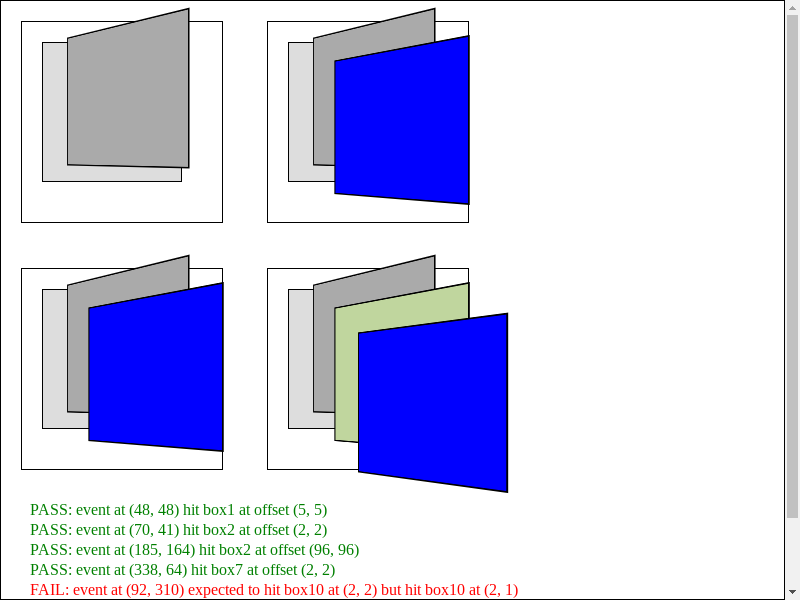 PASS: event at (48, 48) hit box1 at offset (5, 5)
PASS: event at (70, 41) hit box2 at offset (2, 2)
PASS: event at (185, 164) hit box2 at offset (96, 96)
PASS: event at (338, 64) hit box7 at offset (2, 2)
FAIL: event at (92, 310) expected to hit box10 at (2, 2) but hit box10 at (2, 1)